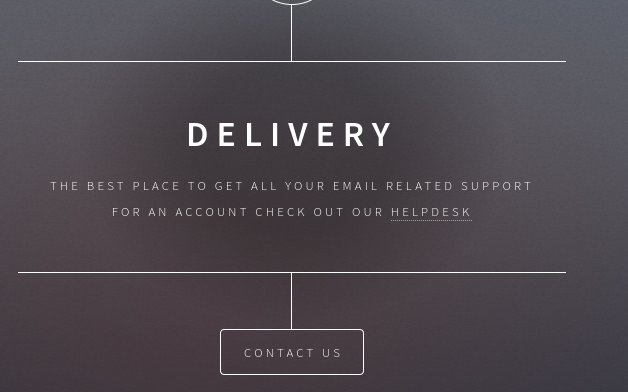 DELIVERY
THE BEST PLACE TO GET ALL YOUR EMAIL RELATED SUPPORT
FOR AN ACCOUNT CHECK OUT OUR HELPDESK
CONTACT US